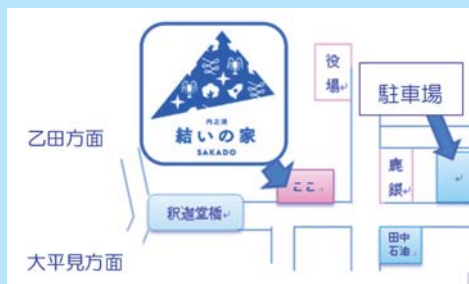 役
場
駐車場
内之浦
結いの家
SAKADO
乙田方面
鹿
銀
ここ
釈迦堂橋
田中
石油
大平見方面